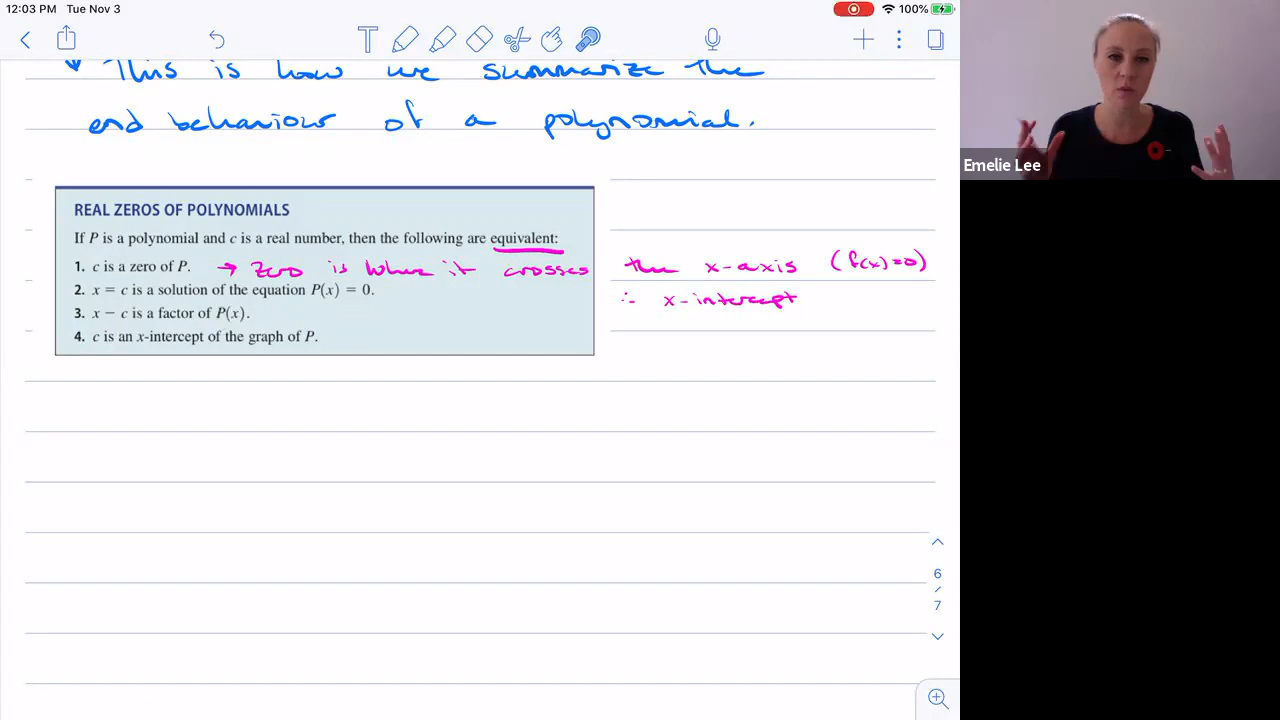 12:03 PM Tue Nov 3
100%
This is how we summarize the
end behaviour of a polynomial.
Emelie Lee
REAL ZEROS OF POLYNOMIALS
If P is a polynomial and c is a real number, then the following are equivalent:
1. c is a zero of P. → Zero is where it crosses the x-axis (f(x)=0)
2. x = c is a solution of the equation P(x) = 0.
∴ x-intercept
3. x − c is a factor of P(x).
4. c is an x-intercept of the graph of P.
6
/
7